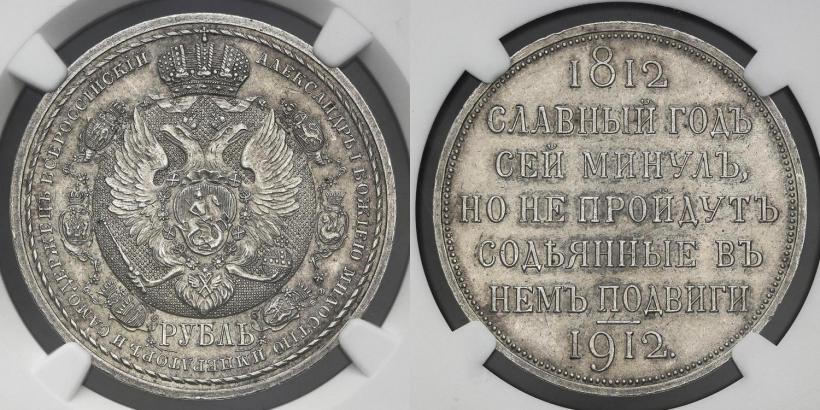 АЛЕКСАНДРЪ I БОЖІЕЮ МИЛОСТІЮ ИМПЕРАТОРЪ И САМОДЕРЖЕЦЪ ВСЕРОССІЙСКІЙ
РУБЛЬ
1812
СЛАВНЫЙ ГОДЪ
СЕЙ МИНУЛЪ,
НО НЕ ПРОЙДУТЪ
СОДѢЯННЫЕ ВЪ
НЕМЪ ПОДВИГИ
1912.